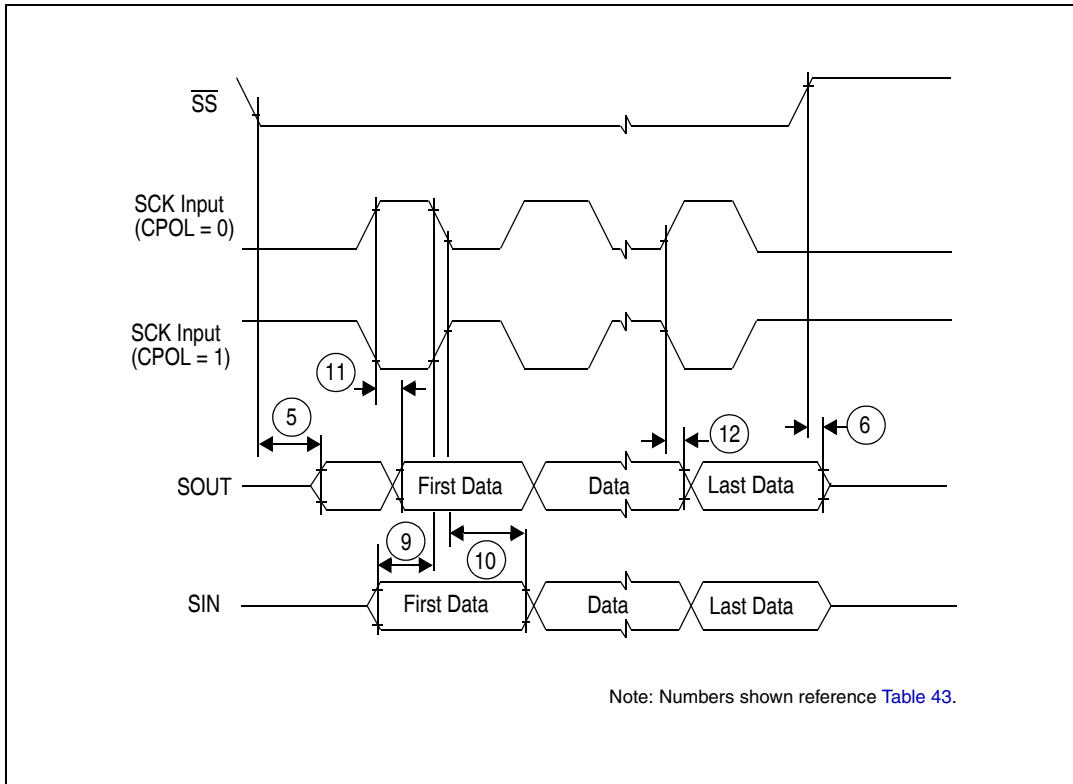 SS
SCK Input
(CPOL = 0)
SCK Input
(CPOL = 1)
11
5
12
6
SOUT
First Data
Data
Last Data
9
10
SIN
First Data
Data
Last Data
Note: Numbers shown reference Table 43.